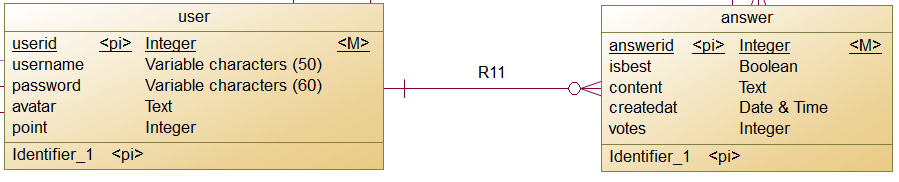 user
userid <pi> Integer <M>
username Variable characters (50)
password Variable characters (60)
avatar Text
point Integer
Identifier_1 <pi>
R11
answer
answerid <pi> Integer <M>
isbest Boolean
content Text
createdat Date & Time
votes Integer
Identifier_1 <pi>